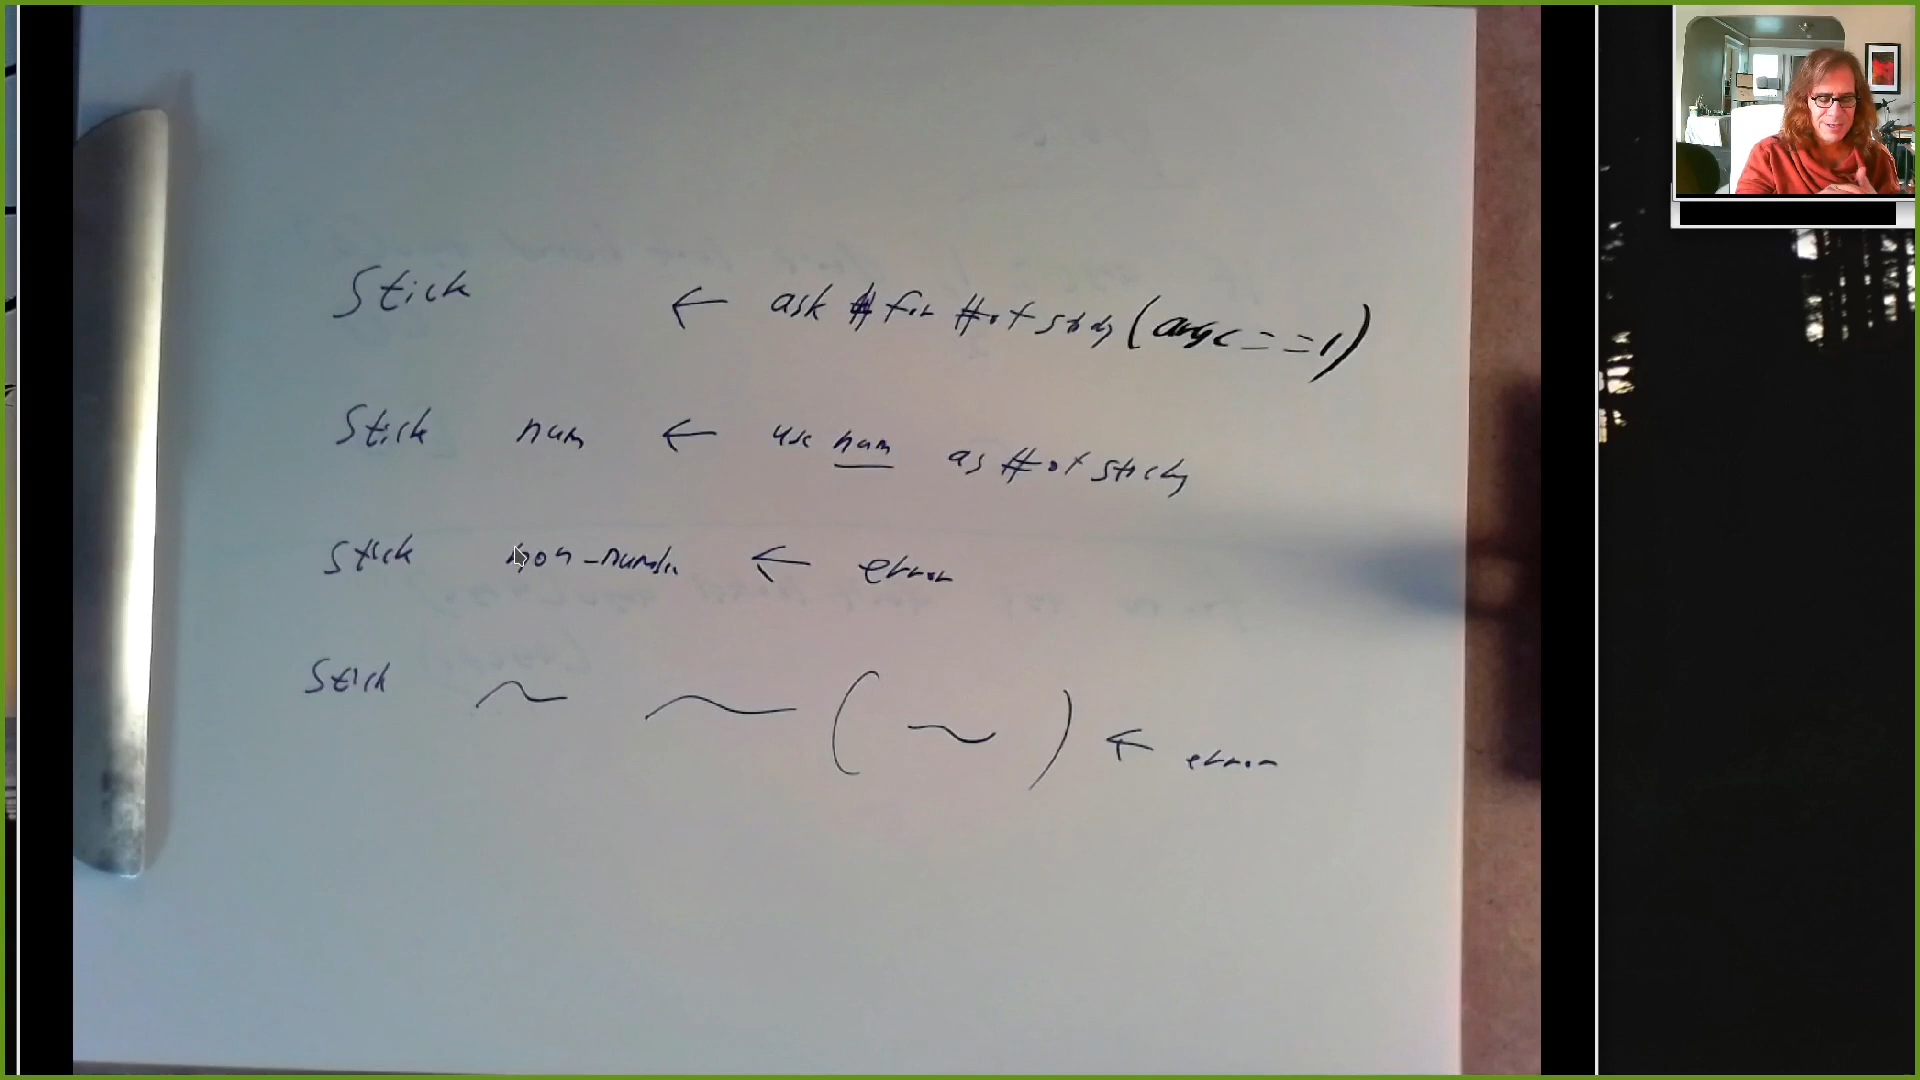 Stick ← ask # for # of sticks (argc == 1)
Stick num ← use num as # of sticks
Stick non-number ← error
Stick ~ ~ ( ~ ) ← error